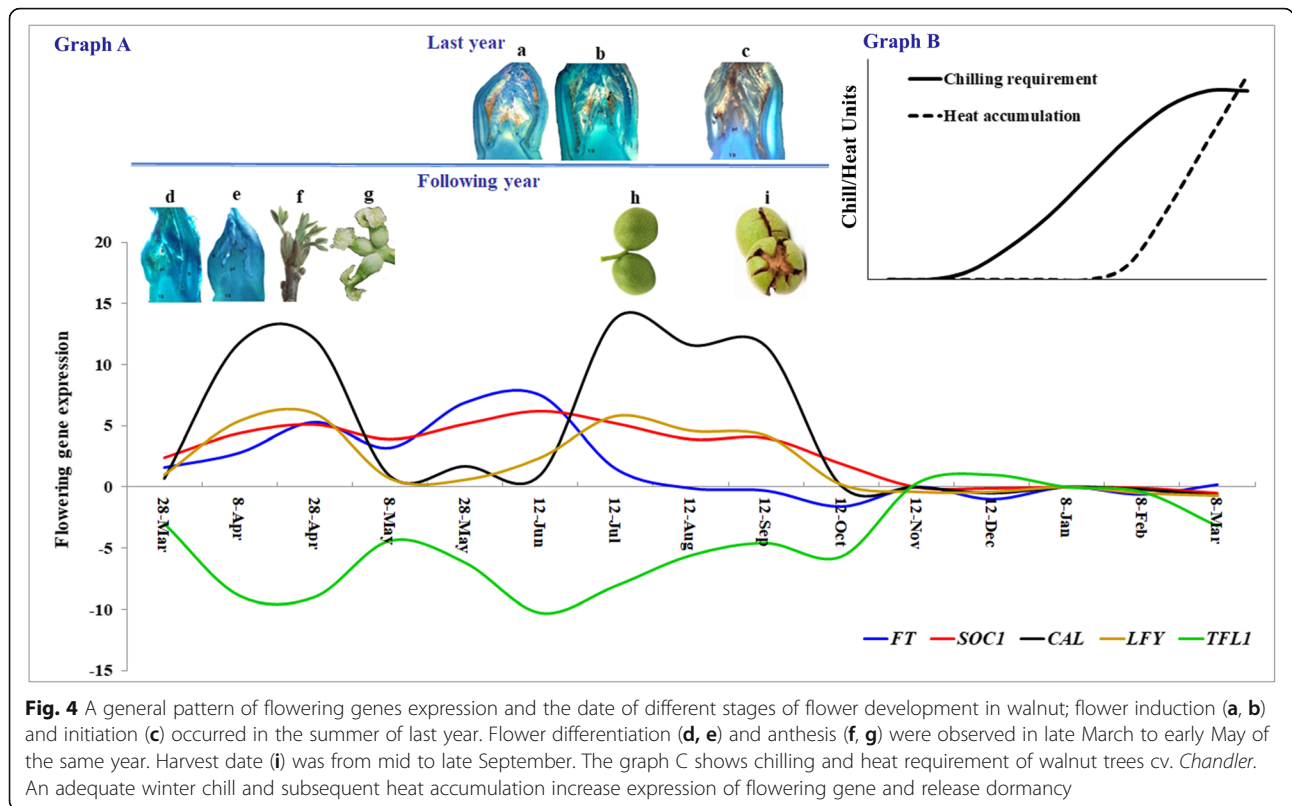 Graph A
Last year
a b c
Graph B
Chilling requirement
Heat accumulation
Chill/Heat Units
Following year
d e f g h i
Flowering gene expression
20
15
10
5
0
-5
-10
-15
28-Mar 8-Apr 28-Apr 8-May 28-May 12-Jun 12-Jul 12-Aug 12-Sep 12-Oct 12-Nov 12-Dec 8-Jan 8-Feb 8-Mar
FT SOC1 CAL LFY TFL1
Fig. 4 A general pattern of flowering genes expression and the date of different stages of flower development in walnut; flower induction (a, b)
and initiation (c) occurred in the summer of last year. Flower differentiation (d, e) and anthesis (f, g) were observed in late March to early May of
the same year. Harvest date (i) was from mid to late September. The graph C shows chilling and heat requirement of walnut trees cv. Chandler.
An adequate winter chill and subsequent heat accumulation increase expression of flowering gene and release dormancy